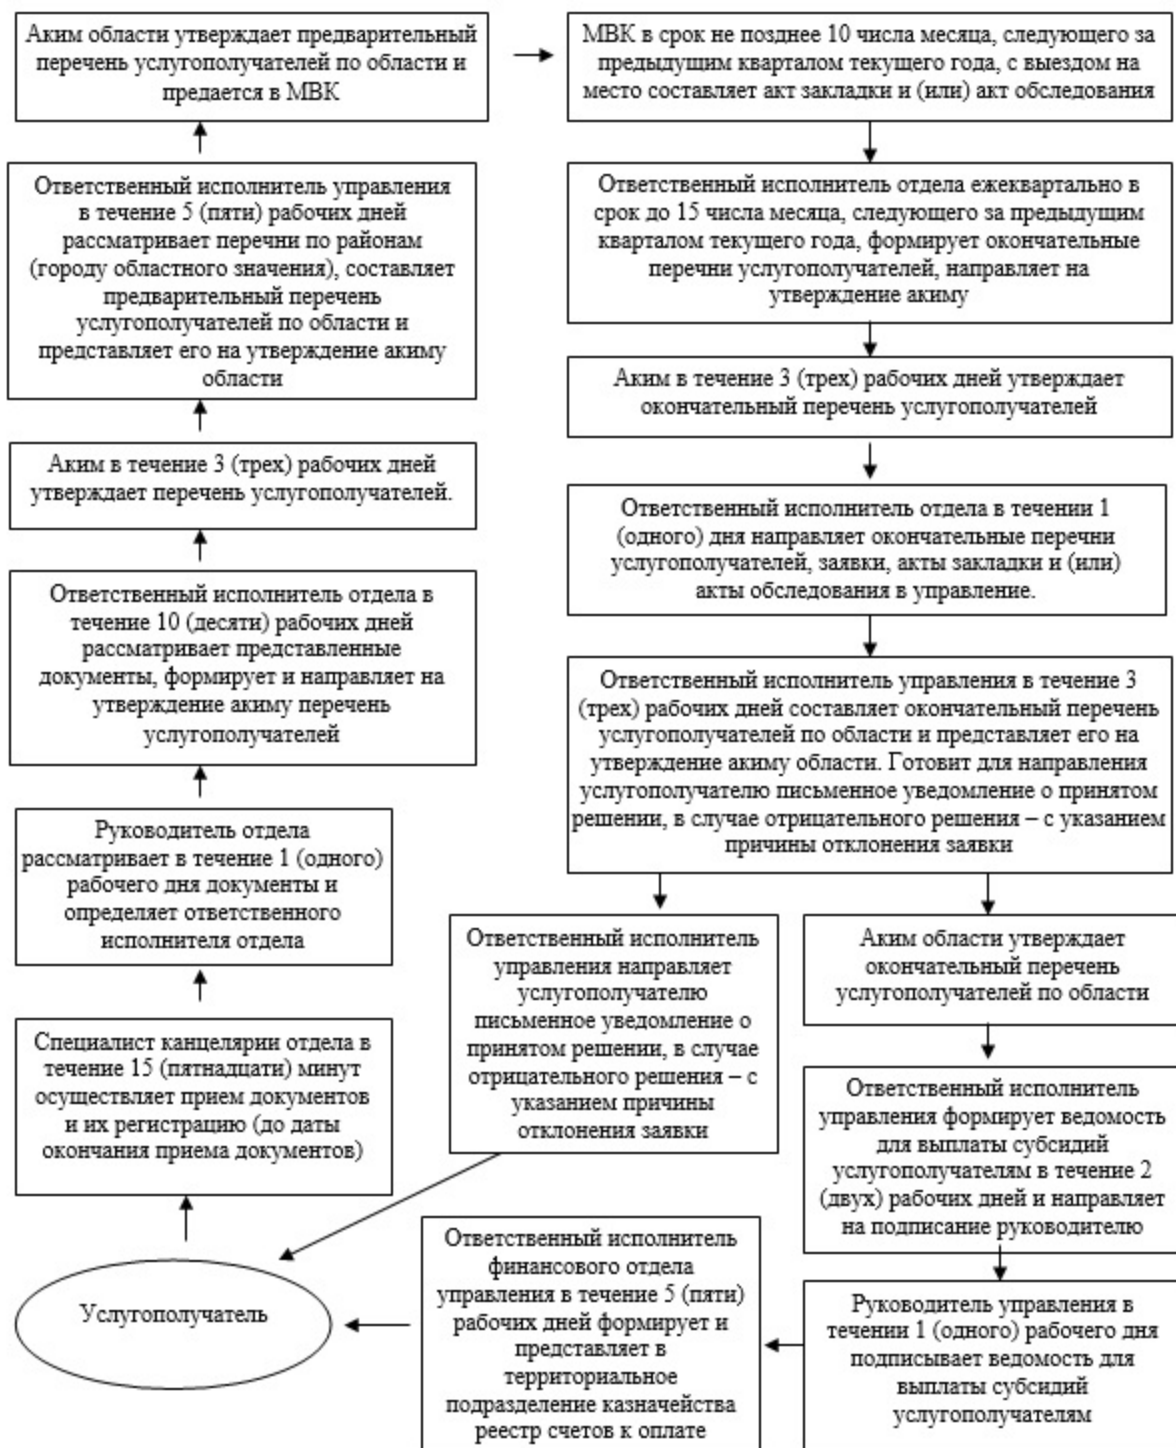 Аким области утверждает предварительный
перечень услугополучателей по области и
предается в МВК
МВК в срок не позднее 10 числа месяца, следующего за
предыдущим кварталом текущего года, с выездом на
место составляет акт закладки и (или) акт обследования
Ответственный исполнитель управления
в течение 5 (пяти) рабочих дней
рассматривает перечни по районам
(городу областного значения), составляет
предварительный перечень
услугополучателей по области и
представляет его на утверждение акиму
области
Ответственный исполнитель отдела ежеквартально в
срок до 15 числа месяца, следующего за предыдущим
кварталом текущего года, формирует окончательные
перечни услугополучателей, направляет на
утверждение акиму
Аким в течение 3 (трех) рабочих дней утверждает
окончательный перечень услугополучателей
Аким в течение 3 (трех) рабочих дней
утверждает перечень услугополучателей.
Ответственный исполнитель отдела в течении 1
(одного) дня направляет окончательные перечни
услугополучателей, заявки, акты закладки и (или)
акты обследования в управление.
Ответственный исполнитель отдела в
течение 10 (десяти) рабочих дней
рассматривает представленные
документы, формирует и направляет на
утверждение акиму перечень
услугополучателей
Ответственный исполнитель управления в течение 3
(трех) рабочих дней составляет окончательный перечень
услугополучателей по области и представляет его на
утверждение акиму области. Готовит для направления
услугополучателю письменное уведомление о принятом
решении, в случае отрицательного решения – с указанием
причины отклонения заявки
Руководитель отдела
рассматривает в течение 1 (одного)
рабочего дня документы и
определяет ответственного
исполнителя отдела
Ответственный исполнитель
управления направляет
услугополучателю
письменное уведомление о
принятом решении, в случае
отрицательного решения – с
указанием причины
отклонения заявки
Аким области утверждает
окончательный перечень
услугополучателей по области
Специалист канцелярии отдела в
течение 15 (пятнадцати) минут
осуществляет прием документов
и их регистрацию (до даты
окончания приема документов)
Ответственный исполнитель
управления формирует ведомость
для выплаты субсидий
услугополучателям в течение 2
(двух) рабочих дней и направляет
на подписание руководителю
Услугополучатель
Ответственный исполнитель
финансового отдела
управления в течение 5 (пяти)
рабочих дней формирует и
представляет в
территориальное
подразделение казначейства
реестр счетов к оплате
Руководитель управления в
течении 1 (одного) рабочего дня
подписывает ведомость для
выплаты субсидий
услугополучателям